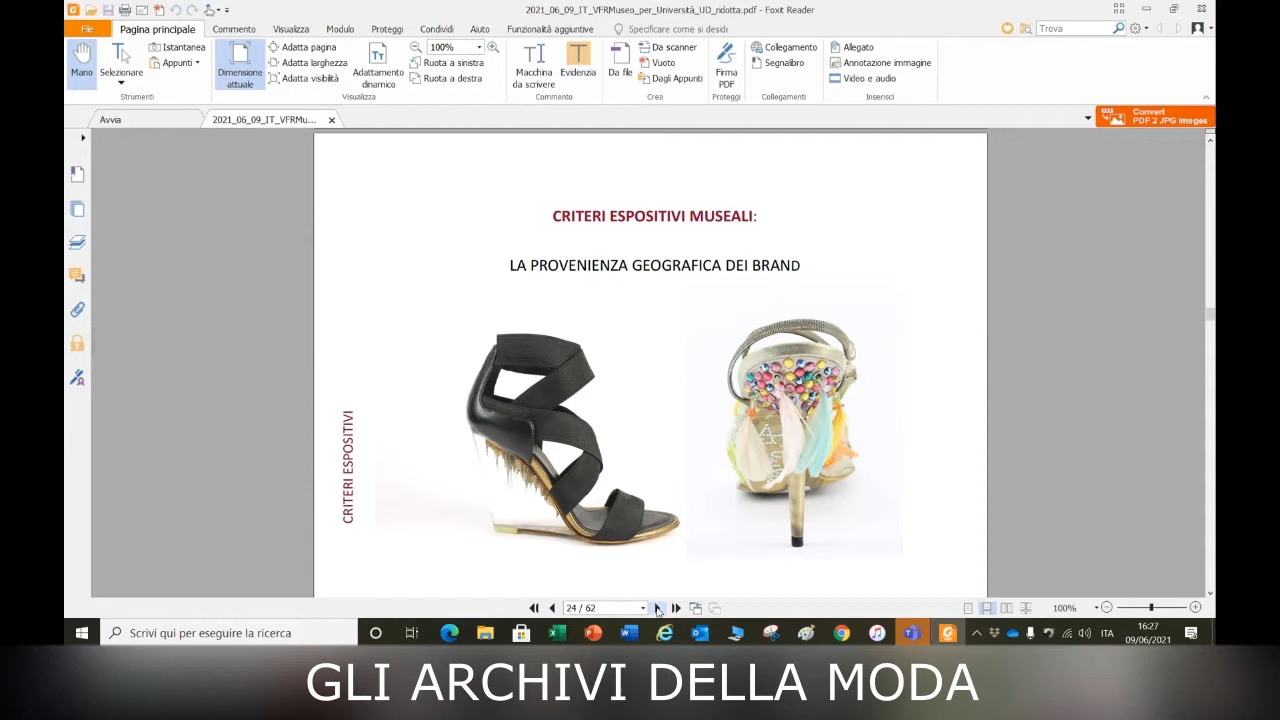 2021_06_09_IT_VFRMuseo_per_Università_UD_ridotta.pdf - Foxit Reader
File Pagina principale Commento Visualizza Modulo Proteggi Condividi Aiuto Funzionalità aggiuntive Specificare come si desid Trova
Mano
Selezionare
Istantanea
Appunti
Strumenti
Dimensione attuale
Adatta pagina
Adatta larghezza
Adatta visibiltà
Adattamento dinamico
100%
Ruota a sinistra
Ruota a destra
Visualizza
Macchina da scrivere
Evidenzia
Commento
Da file
Da scanner
Vuoto
Dagli Appunti
Crea
Firma PDF
Proteggi
Collegamento
Segnalibro
Collegamenti
Allegato
Annotazione immagine
Video e audio
Inserisci
Avvia
2021_06_09_IT_VFRMu...
Convert
PDF 2 JPG Images
CRITERI ESPOSITIVI MUSEALI:
LA PROVENIENZA GEOGRAFICA DEI BRAND
CRITERI ESPOSITIVI
24 / 62
100%
Scrivi qui per eseguire la ricerca
ITA
16:27
09/06/2021
GLI ARCHIVI DELLA MODA